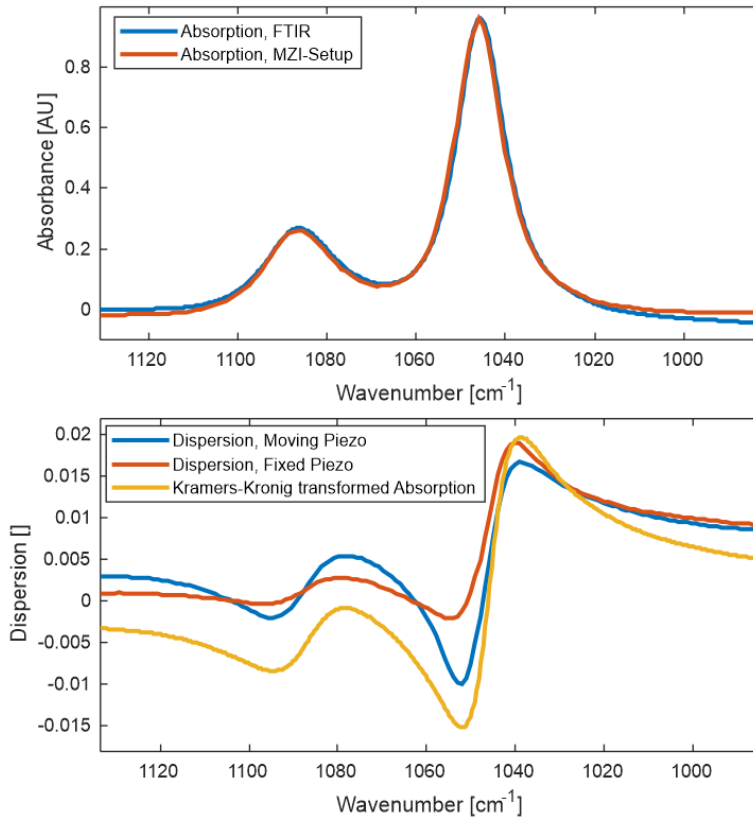 Absorption, FTIR
Absorption, MZI-Setup
Absorbance [AU]
0.8
0.6
0.4
0.2
0
1120 1100 1080 1060 1040 1020 1000
Wavenumber [cm⁻¹]
Dispersion, Moving Piezo
Dispersion, Fixed Piezo
Kramers-Kronig transformed Absorption
Dispersion []
0.02
0.015
0.01
0.005
0
-0.005
-0.01
-0.015
1120 1100 1080 1060 1040 1020 1000
Wavenumber [cm⁻¹]